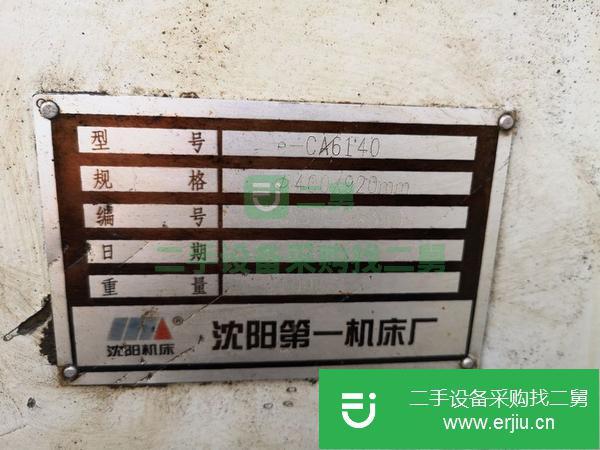 型 号 e-CA6140
规 格 φ400/920mm
二舅
编 号
日 期
二手设备采购找二舅
重 量
沈阳机床 ® 沈阳第一机床厂
二手设备采购找二舅
www.erjiu.cn